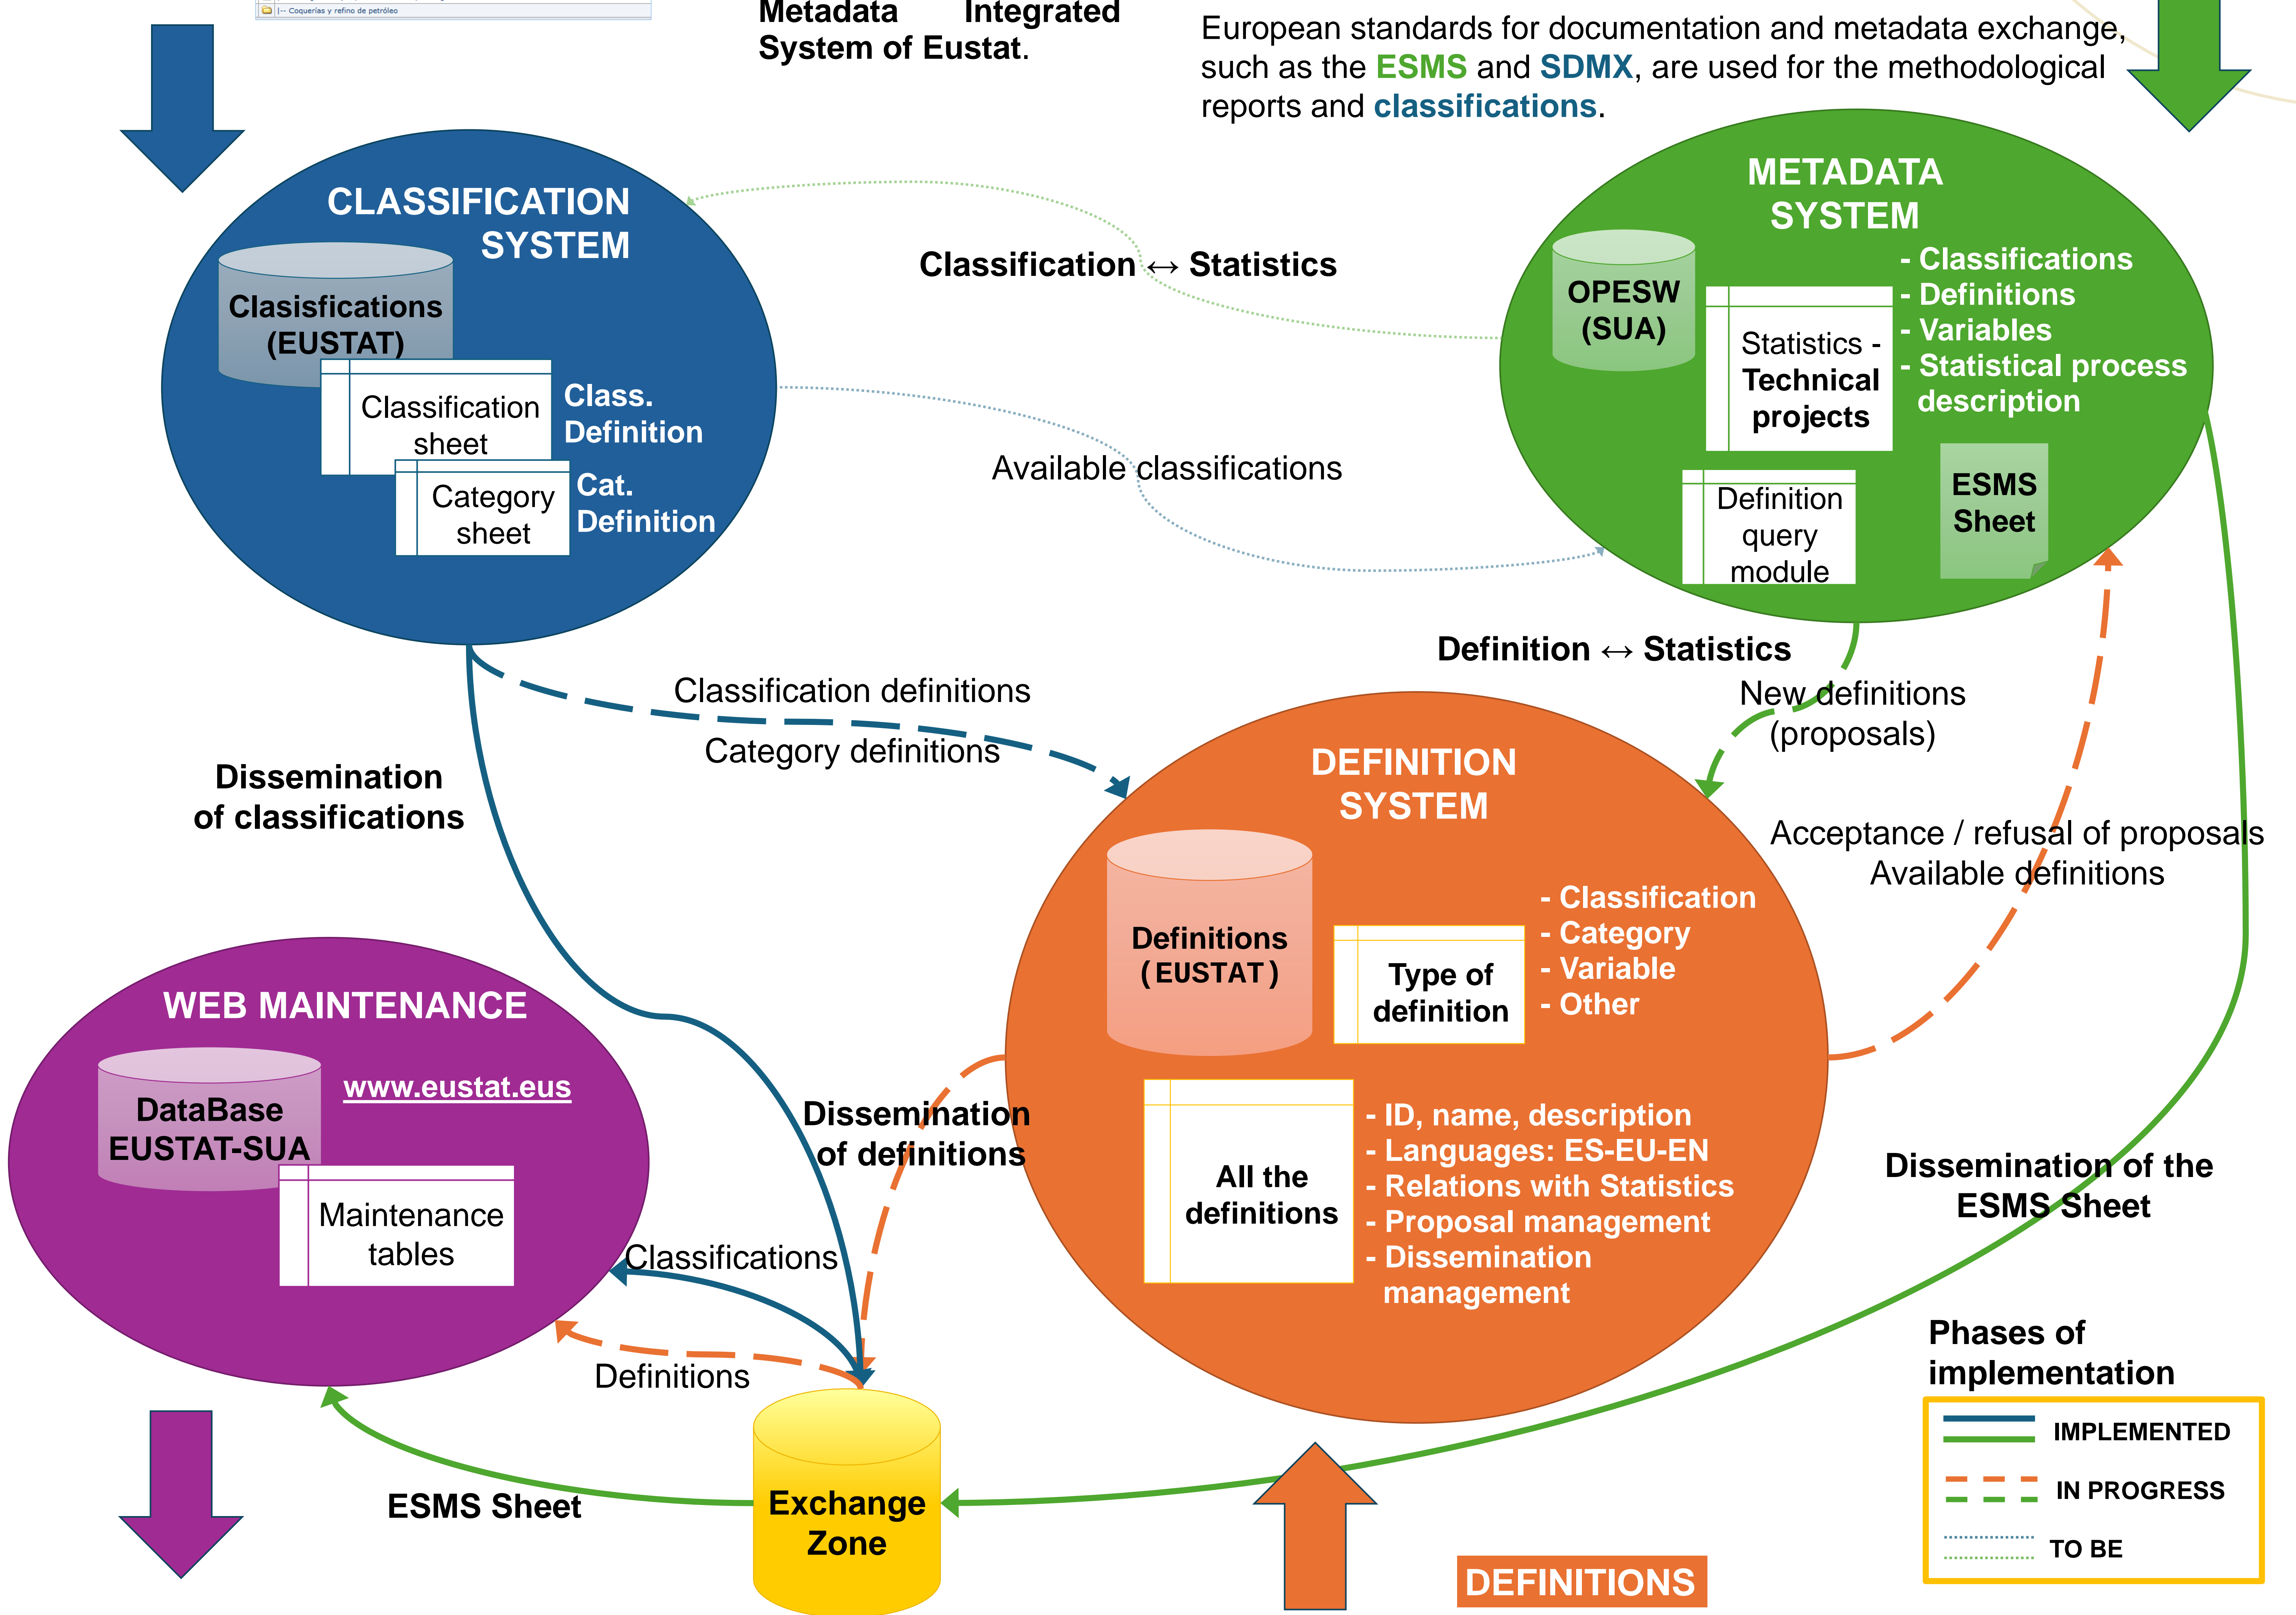 |-- Coquerías y refino de petróleo
Metadata Integrated
System of Eustat.
European standards for documentation and metadata exchange,
such as the ESMS and SDMX, are used for the methodological
reports and classifications.
CLASSIFICATION
SYSTEM
Clasisfications
(EUSTAT)
Classification
sheet
Class.
Definition
Category
sheet
Cat.
Definition
Classification ↔ Statistics
Available classifications
METADATA
SYSTEM
OPESW
(SUA)
Statistics -
Technical
projects
- Classifications
- Definitions
- Variables
- Statistical process
description
Definition
query
module
ESMS
Sheet
Definition ↔ Statistics
New definitions
(proposals)
Classification definitions
Category definitions
Dissemination
of classifications
DEFINITION
SYSTEM
Definitions
(EUSTAT)
Type of
definition
- Classification
- Category
- Variable
- Other
All the
definitions
- ID, name, description
- Languages: ES-EU-EN
- Relations with Statistics
- Proposal management
- Dissemination
management
Acceptance / refusal of proposals
Available definitions
WEB MAINTENANCE
DataBase
EUSTAT-SUA
www.eustat.eus
Maintenance
tables
Dissemination
of definitions
Classifications
Definitions
Dissemination of the
ESMS Sheet
ESMS Sheet
Exchange
Zone
Phases of
implementation
IMPLEMENTED
IN PROGRESS
TO BE
DEFINITIONS